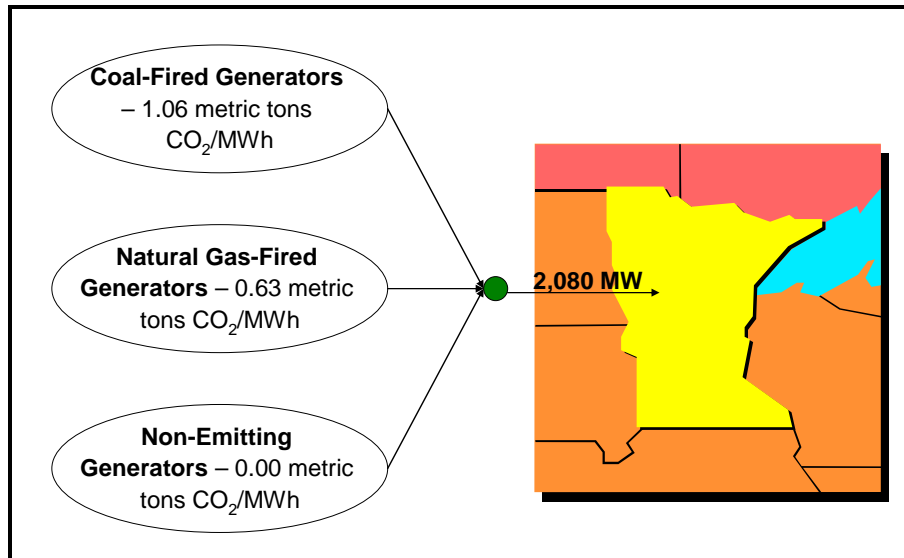 Coal-Fired Generators
– 1.06 metric tons
CO₂/MWh
Natural Gas-Fired
Generators – 0.63 metric
tons CO₂/MWh
2,080 MW
Non-Emitting
Generators – 0.00 metric
tons CO₂/MWh